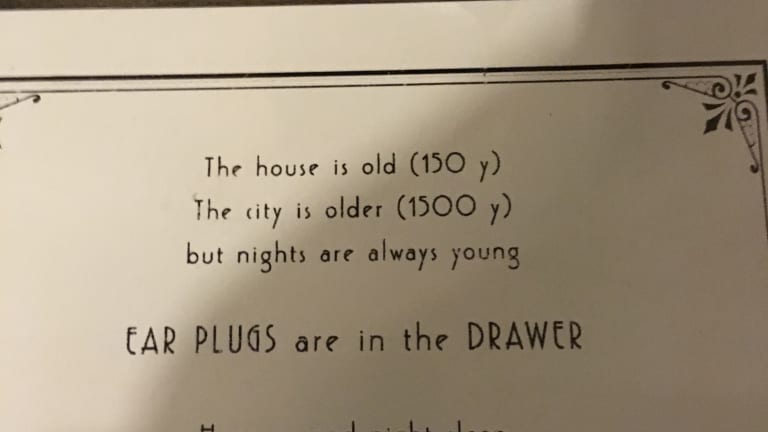 The house is old (150 y)
The city is older (1500 y)
but nights are always young
EAR PLUGS are in the DRAWER